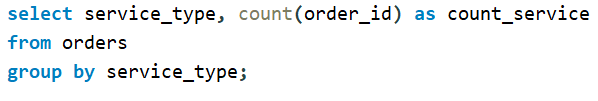 select service_type, count(order_id) as count_service
from orders
group by service_type;